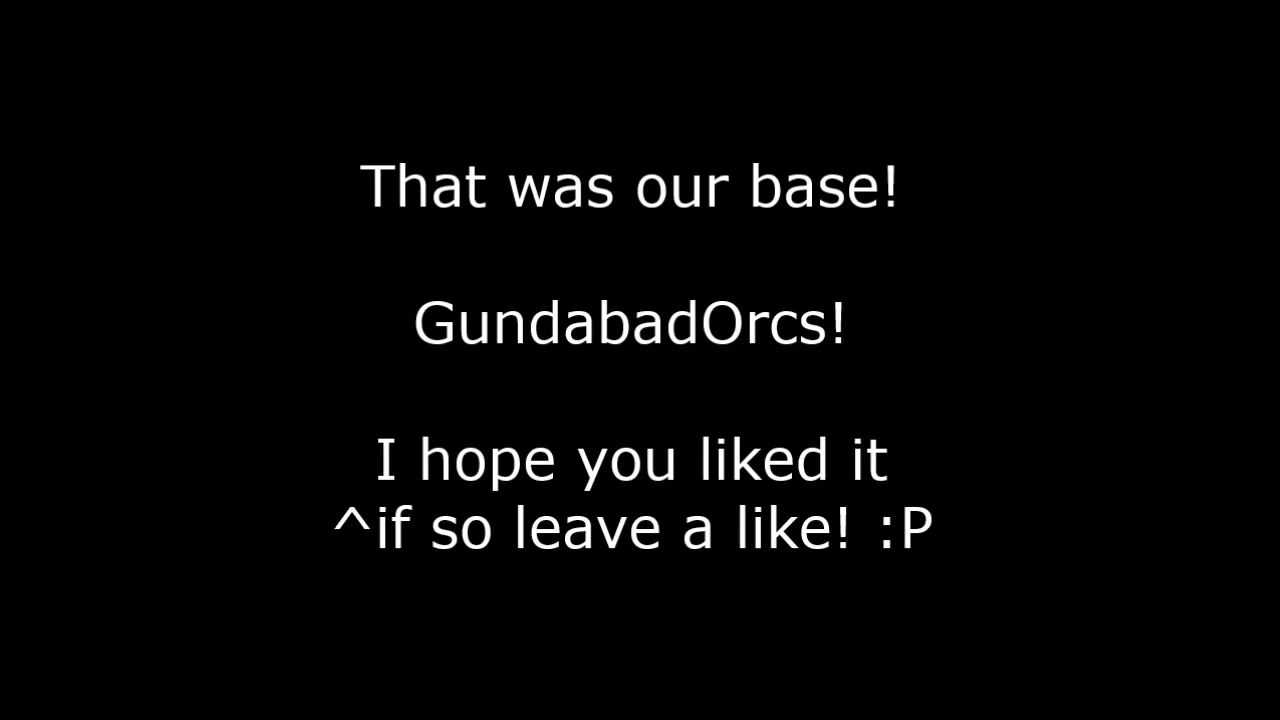 That was our base!
GundabadOrcs!
I hope you liked it
^if so leave a like! :P